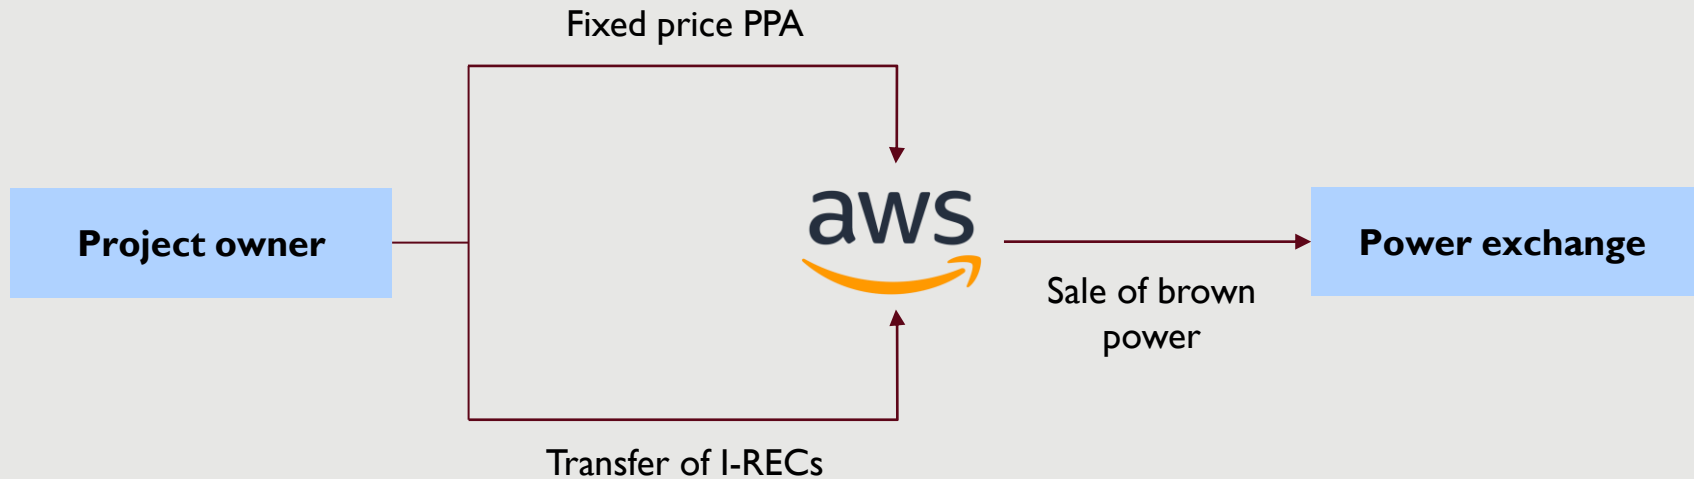 Fixed price PPA
Project owner
aws
Power exchange
Sale of brown
power
Transfer of I-RECs